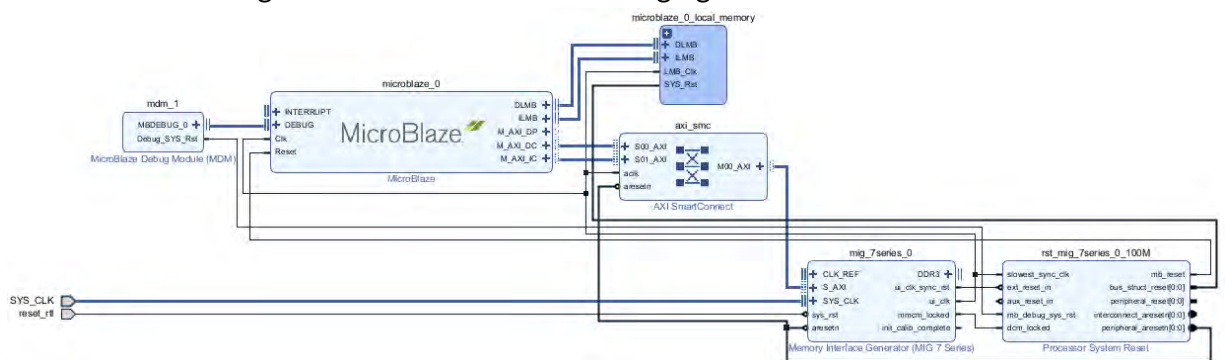 microblaze_0_local_memory
DLMB
ILMB
LMB_Clk
SYS_Rst
microblaze_0
INTERRUPT
DEBUG
Clk
Reset
MicroBlaze
DLMB
ILMB
M_AXI_DP
M_AXI_DC
M_AXI_IC
MicroBlaze
mdm_1
MBDEBUG_0
Debug_SYS_Rst
MicroBlaze Debug Module (MDM)
axi_smc
S00_AXI
S01_AXI
aclk
aresetn
M00_AXI
AXI SmartConnect
mig_7series_0
CLK_REF
S_AXI
SYS_CLK
sys_rst
aresetn
DDR3
ui_clk_sync_rst
ui_clk
mmcm_locked
init_calib_complete
Memory Interface Generator (MIG 7 Series)
rst_mig_7series_0_100M
slowest_sync_clk
ext_reset_in
aux_reset_in
mb_debug_sys_rst
dcm_locked
mb_reset
bus_struct_reset[0:0]
peripheral_reset[0:0]
interconnect_aresetn[0:0]
peripheral_aresetn[0:0]
Processor System Reset
SYS_CLK
reset_rtl